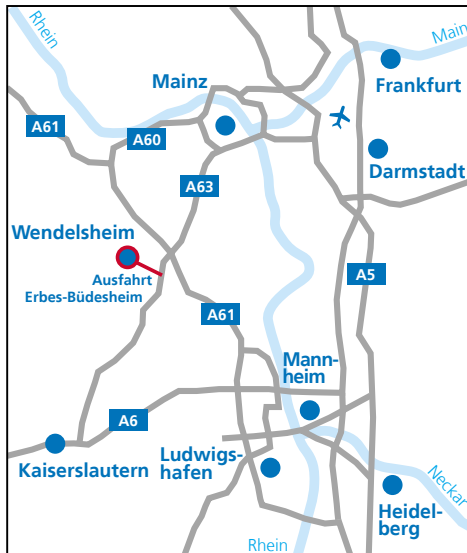 Rhein
Main
Mainz
Frankfurt
A61
A60
Darmstadt
A63
Wendelsheim
Ausfahrt
Erbes-Büdesheim
A5
A61
Mann-
heim
A6
Kaiserslautern
Ludwigs-
hafen
Neckar
Heidel-
berg
Rhein